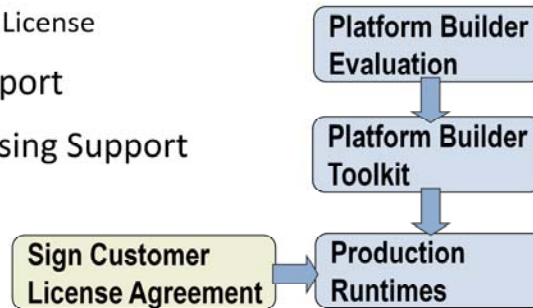 License
port
sing Support
Platform Builder
Evaluation
Platform Builder
Toolkit
Sign Customer
License Agreement
Production
Runtimes